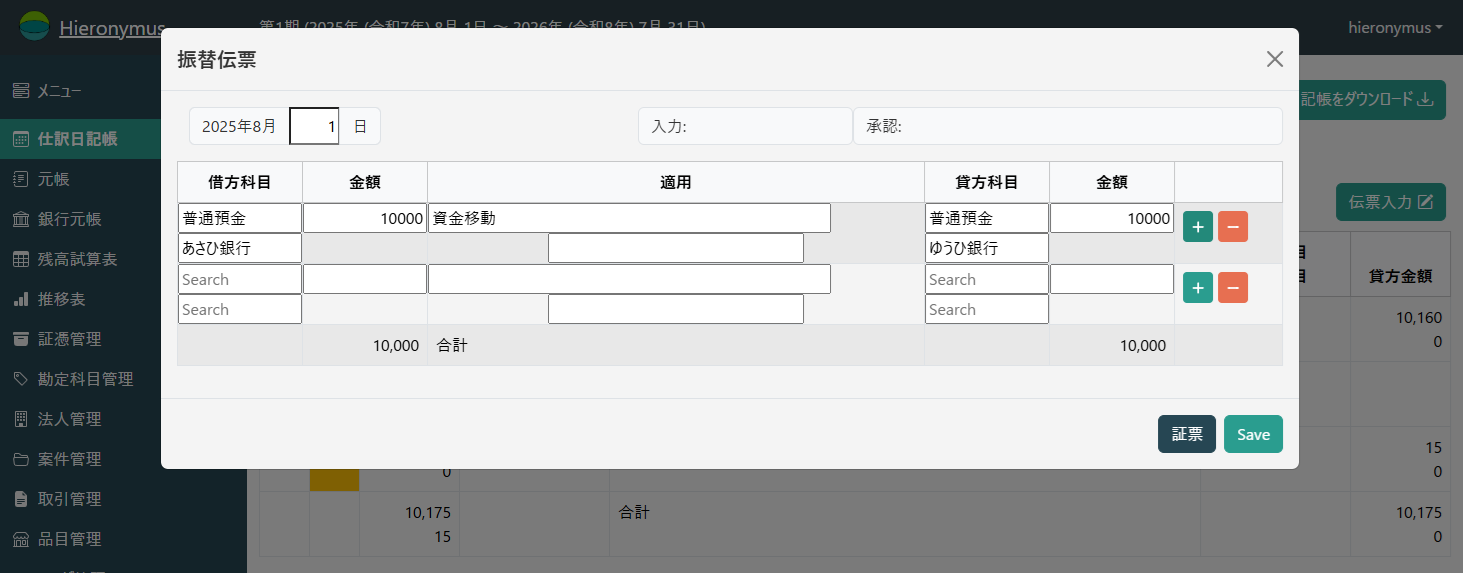 Hieronymus
第1期 (2025年 (令和7年) 8月 1日 ～ 2026年 (令和8年) 7月 31日)
hieronymus
メニュー
仕訳日記帳
元帳
銀行元帳
残高試算表
推移表
証憑管理
勘定科目管理
法人管理
案件管理
取引管理
品目管理
振替伝票
2025年8月 1 日 入力: 承認:
借方科目 金額 適用 貸方科目 金額
普通預金 10000 資金移動 普通預金 10000
あさひ銀行 ゆうひ銀行
Search Search
Search Search
10,000 合計 10,000
証票 Save
記帳をダウンロード
伝票入力
目
目 貸方金額
10,160
0
15
0 0
10,175 合計 10,175
15 0